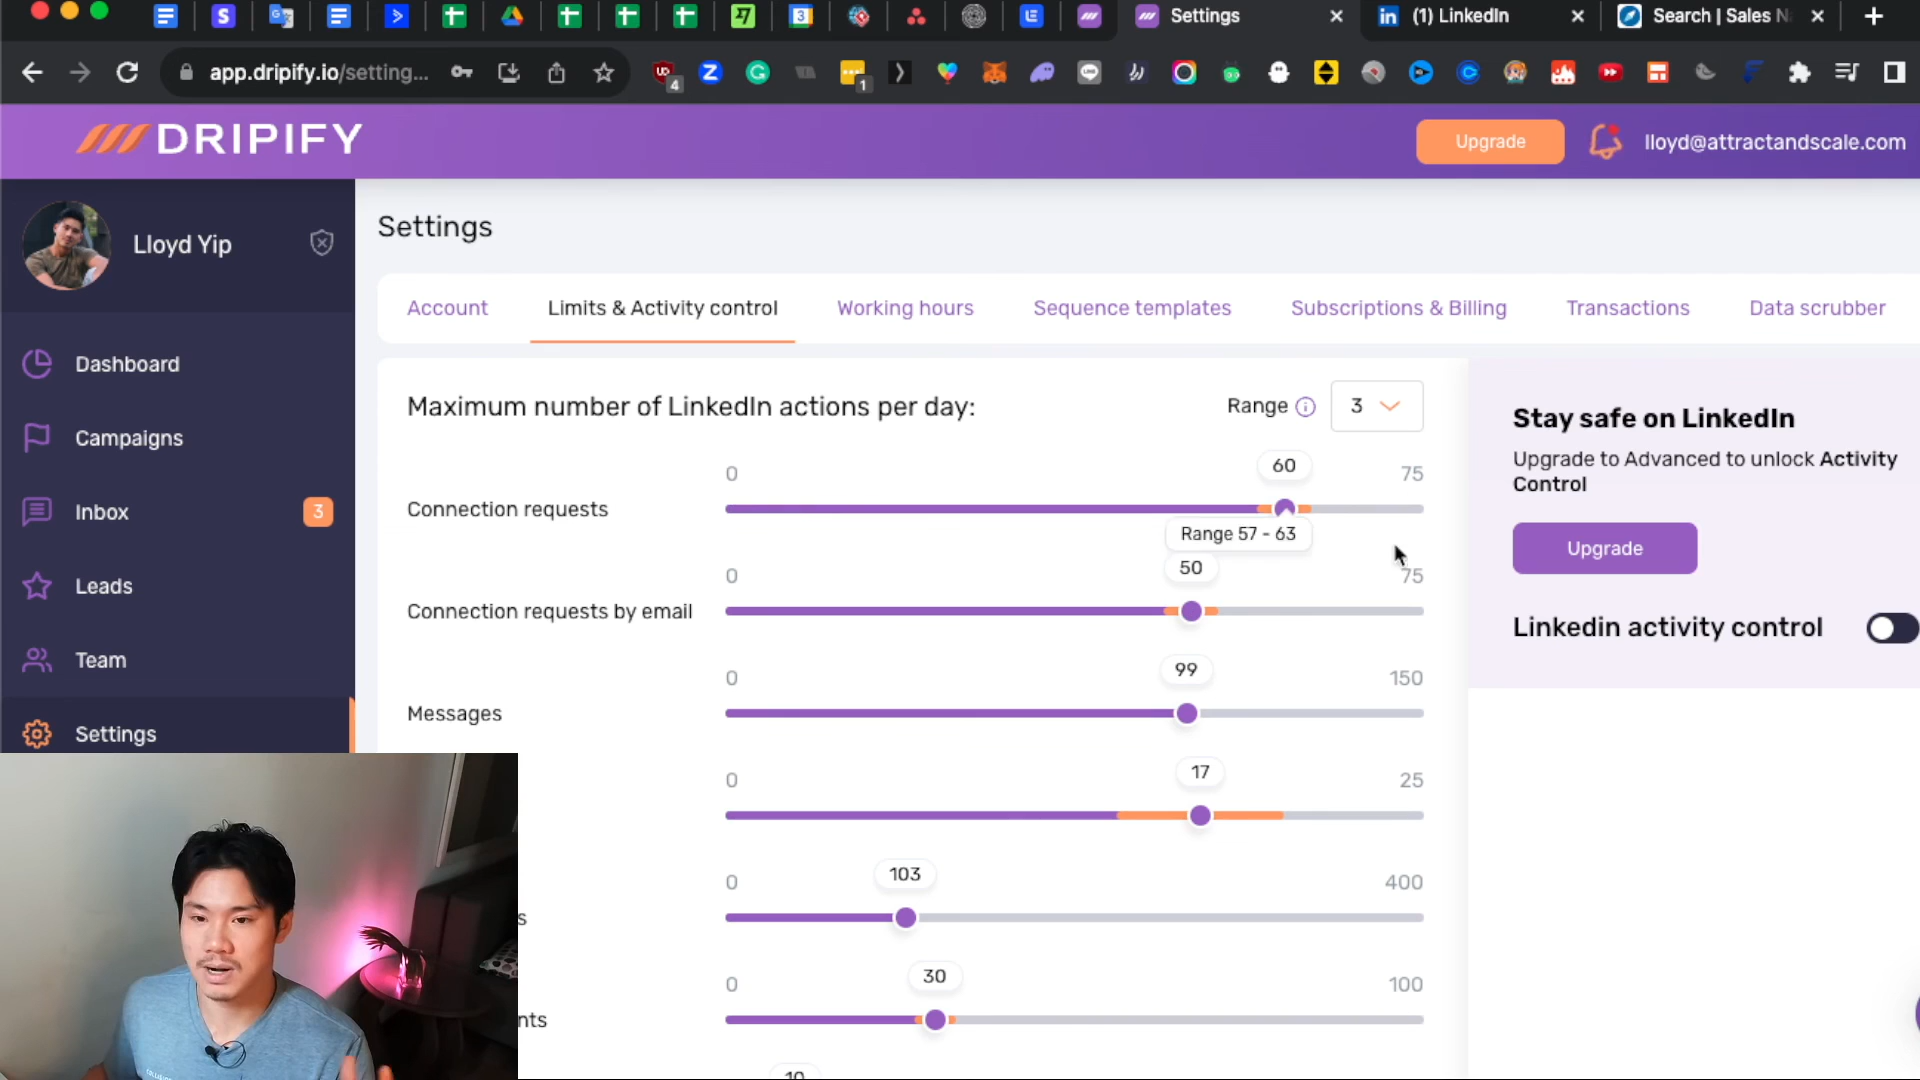 Settings
(1) LinkedIn
Search | Sales N
app.dripify.io/setting...
4
1
DRIPIFY
Upgrade
lloyd@attractandscale.com
Lloyd Yip
Dashboard
Campaigns
Inbox
3
Leads
Team
Settings
Settings
Account
Limits & Activity control
Working hours
Sequence templates
Subscriptions & Billing
Transactions
Data scrubber
Maximum number of LinkedIn actions per day:
Range
3
0
60
75
Connection requests
Range 57 - 63
0
50
75
Connection requests by email
0
99
150
Messages
0
17
25
0
103
400
s
0
30
100
nts
10
Stay safe on LinkedIn
Upgrade to Advanced to unlock Activity
Control
Upgrade
Linkedin activity control